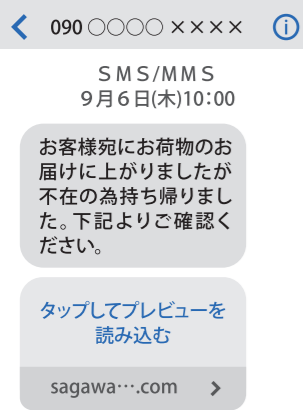 090 ○○○○ ××××
ＳＭＳ/ＭＭＳ
９月６日(木)10：00
お客様宛にお荷物のお
届けに上がりましたが
不在の為持ち帰りまし
た。下記よりご確認く
ださい。
タップしてプレビューを
読み込む
sagawa….com